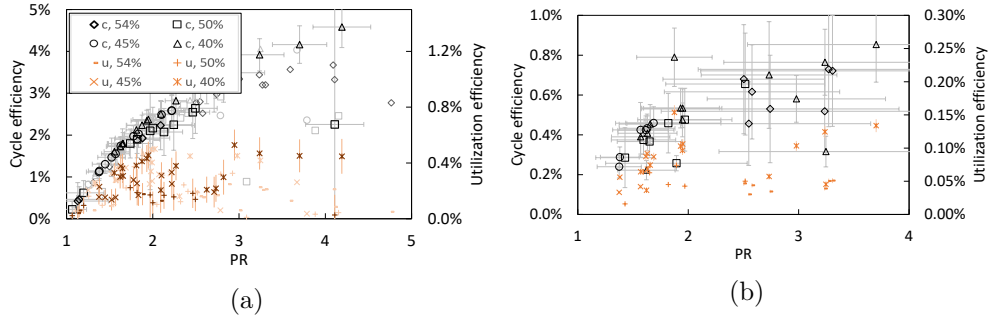 5%
4%
3%
2%
1%
0%
Cycle efficiency
c, 54%
c, 50%
c, 45%
c, 40%
u, 54%
u, 50%
u, 45%
u, 40%
1.2%
0.8%
0.4%
0.0%
Utilization efficiency
1
2
3
4
5
PR
(a)
1.0%
0.8%
0.6%
0.4%
0.2%
0.0%
Cycle efficiency
0.30%
0.25%
0.20%
0.15%
0.10%
0.05%
0.00%
Utilization efficiency
1
2
3
4
PR
(b)